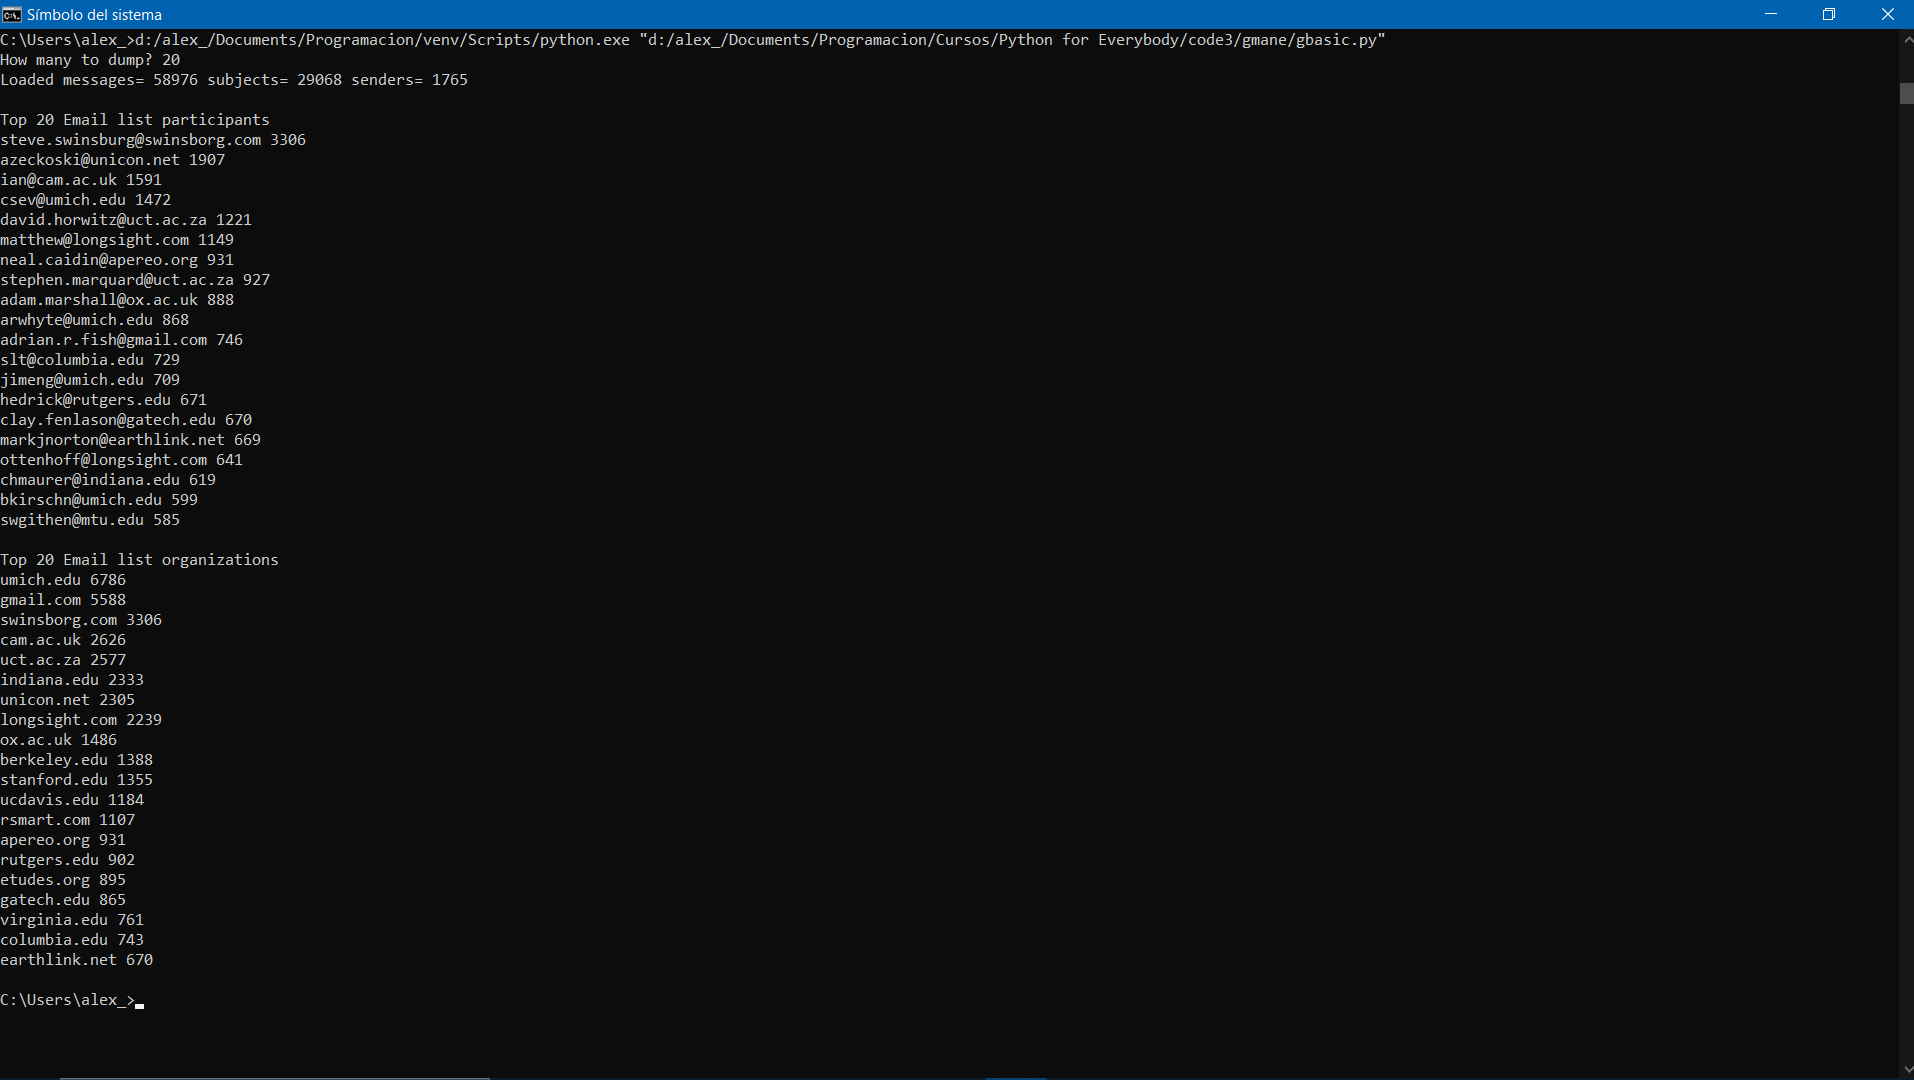 Símbolo del sistema
C:\Users\alex_>d:/alex_/Documents/Programacion/venv/Scripts/python.exe "d:/alex_/Documents/Programacion/Cursos/Python for Everybody/code3/gmane/gbasic.py"
How many to dump? 20
Loaded messages= 58976 subjects= 29068 senders= 1765
Top 20 Email list participants
steve.swinsburg@swinsborg.com 3306
azeckoski@unicon.net 1907
ian@cam.ac.uk 1591
csev@umich.edu 1472
david.horwitz@uct.ac.za 1221
matthew@longsight.com 1149
neal.caidin@apereo.org 931
stephen.marquard@uct.ac.za 927
adam.marshall@ox.ac.uk 888
arwhyte@umich.edu 868
adrian.r.fish@gmail.com 746
slt@columbia.edu 729
jimeng@umich.edu 709
hedrick@rutgers.edu 671
clay.fenlason@gatech.edu 670
markjnorton@earthlink.net 669
ottenhoff@longsight.com 641
chmaurer@indiana.edu 619
bkirschn@umich.edu 599
swgithen@mtu.edu 585
Top 20 Email list organizations
umich.edu 6786
gmail.com 5588
swinsborg.com 3306
cam.ac.uk 2626
uct.ac.za 2577
indiana.edu 2333
unicon.net 2305
longsight.com 2239
ox.ac.uk 1486
berkeley.edu 1388
stanford.edu 1355
ucdavis.edu 1184
rsmart.com 1107
apereo.org 931
rutgers.edu 902
etudes.org 895
gatech.edu 865
virginia.edu 761
columbia.edu 743
earthlink.net 670
C:\Users\alex_>